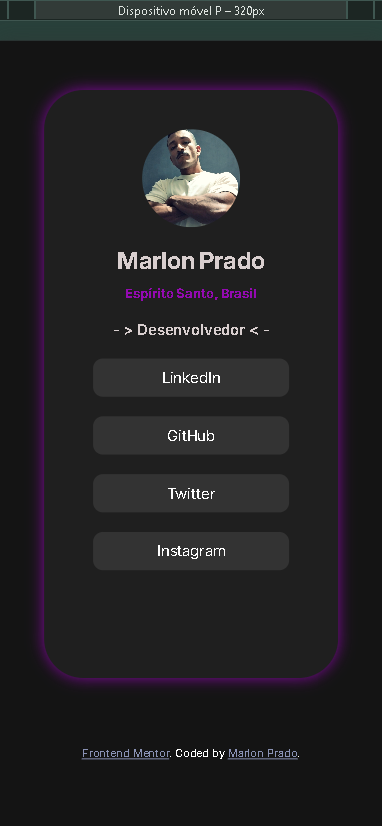 Dispositivo móvel P – 320px
Marlon Prado
Espírito Santo, Brasil
- > Desenvolvedor < -
LinkedIn
GitHub
Twitter
Instagram
Frontend Mentor. Coded by Marlon Prado.